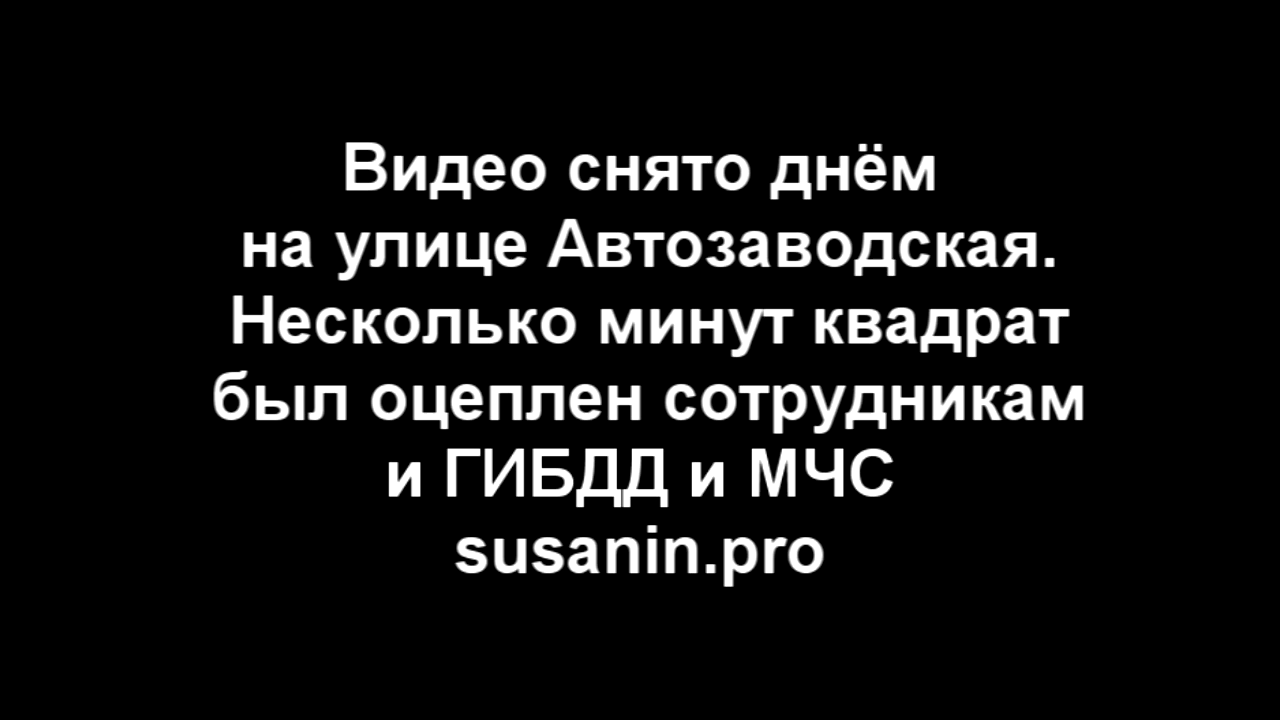 Видео снято днём
на улице Автозаводская.
Несколько минут квадрат
был оцеплен сотрудникам
и ГИБДД и МЧС
susanin.pro